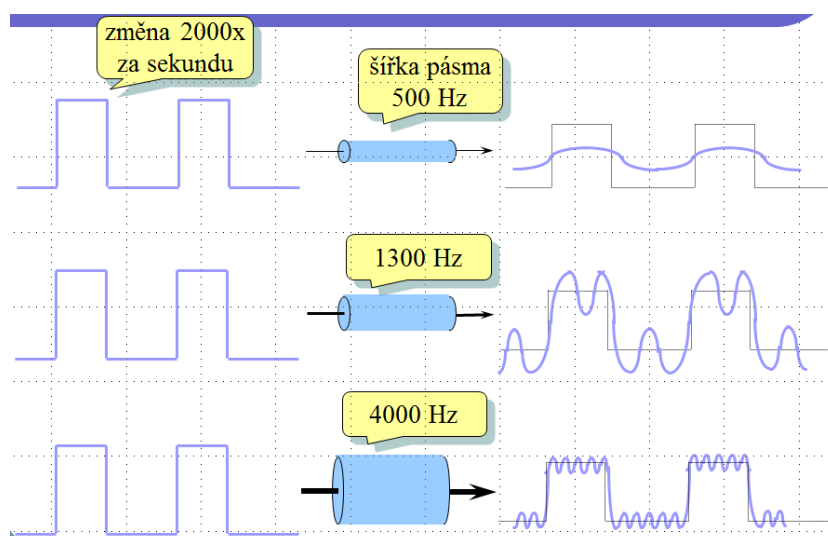 změna 2000x
za sekundu
šířka pásma
500 Hz
1300 Hz
4000 Hz